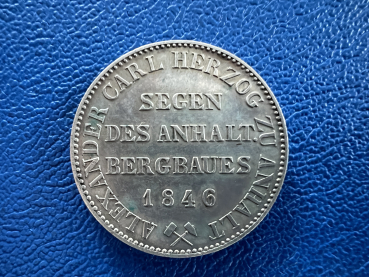 ALEXANDER CARL HERZOG ZU ANHALT
SEGEN
DES ANHALT.
BERGBAUES
1846